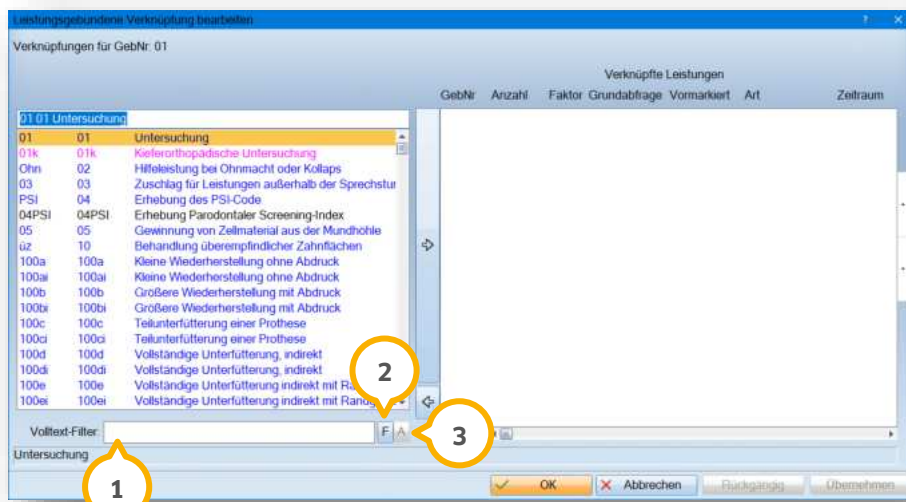 Leistungsgebundene Verknüpfung bearbeiten ? ×
Verknüpfungen für GebNr: 01
Verknüpfte Leistungen
GebNr Anzahl Faktor Grundabfrage Vormarkiert Art Zeitraum
01 01 Untersuchung
01 01 Untersuchung
01k 01k Kieferorthopädische Untersuchung
Ohn 02 Hilfeleistung bei Ohnmacht oder Kollaps
03 03 Zuschlag für Leistungen außerhalb der Sprechstur
PSI 04 Erhebung des PSI-Code
04PSI 04PSI Erhebung Parodontaler Screening-Index
05 05 Gewinnung von Zellmaterial aus der Mundhöhle
üz 10 Behandlung überempfindlicher Zahnflächen
100a 100a Kleine Wiederherstellung ohne Abdruck
100ai 100ai Kleine Wiederherstellung ohne Abdruck
100b 100b Größere Wiederherstellung mit Abdruck
100bi 100bi Größere Wiederherstellung mit Abdruck
100c 100c Teilunterfütterung einer Prothese
100ci 100ci Teilunterfütterung einer Prothese
100d 100d Vollständige Unterfütterung, indirekt
100di 100di Vollständige Unterfütterung, indirekt
100e 100e Vollständige Unterfütterung indirekt mit Ra
100ei 100ei Vollständige Unterfütterung indirekt mit Randg
2
Volltext-Filter: F A
3
Untersuchung
1
OK Abbrechen Rückgängig Übernehmen